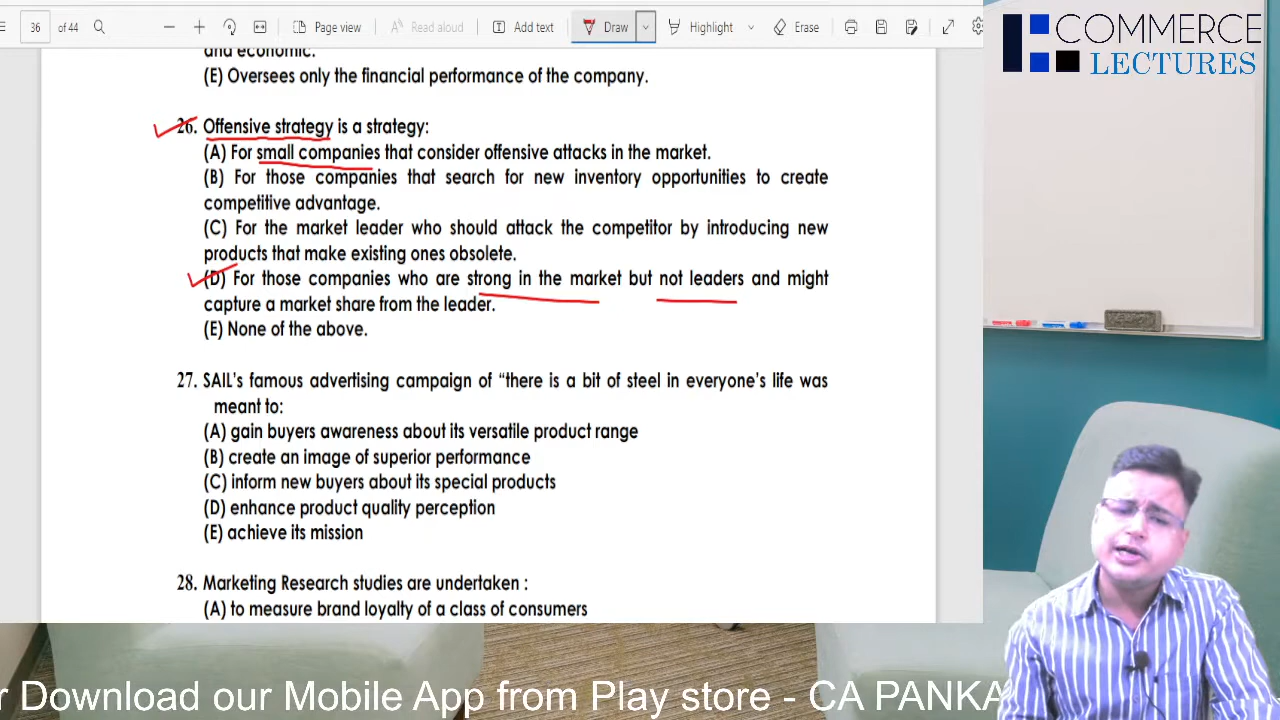 36 of 44
Page view
Read aloud
Add text
Draw
Highlight
Erase
COMMERCE
LECTURES
and economic.
(E) Oversees only the financial performance of the company.
26. Offensive strategy is a strategy:
(A) For small companies that consider offensive attacks in the market.
(B) For those companies that search for new inventory opportunities to create
competitive advantage.
(C) For the market leader who should attack the competitor by introducing new
products that make existing ones obsolete.
(D) For those companies who are strong in the market but not leaders and might
capture a market share from the leader.
(E) None of the above.
27. SAIL's famous advertising campaign of “there is a bit of steel in everyone's life was
meant to:
(A) gain buyers awareness about its versatile product range
(B) create an image of superior performance
(C) inform new buyers about its special products
(D) enhance product quality perception
(E) achieve its mission
28. Marketing Research studies are undertaken :
(A) to measure brand loyalty of a class of consumers
r Download our Mobile App from Play store - CA PANKA